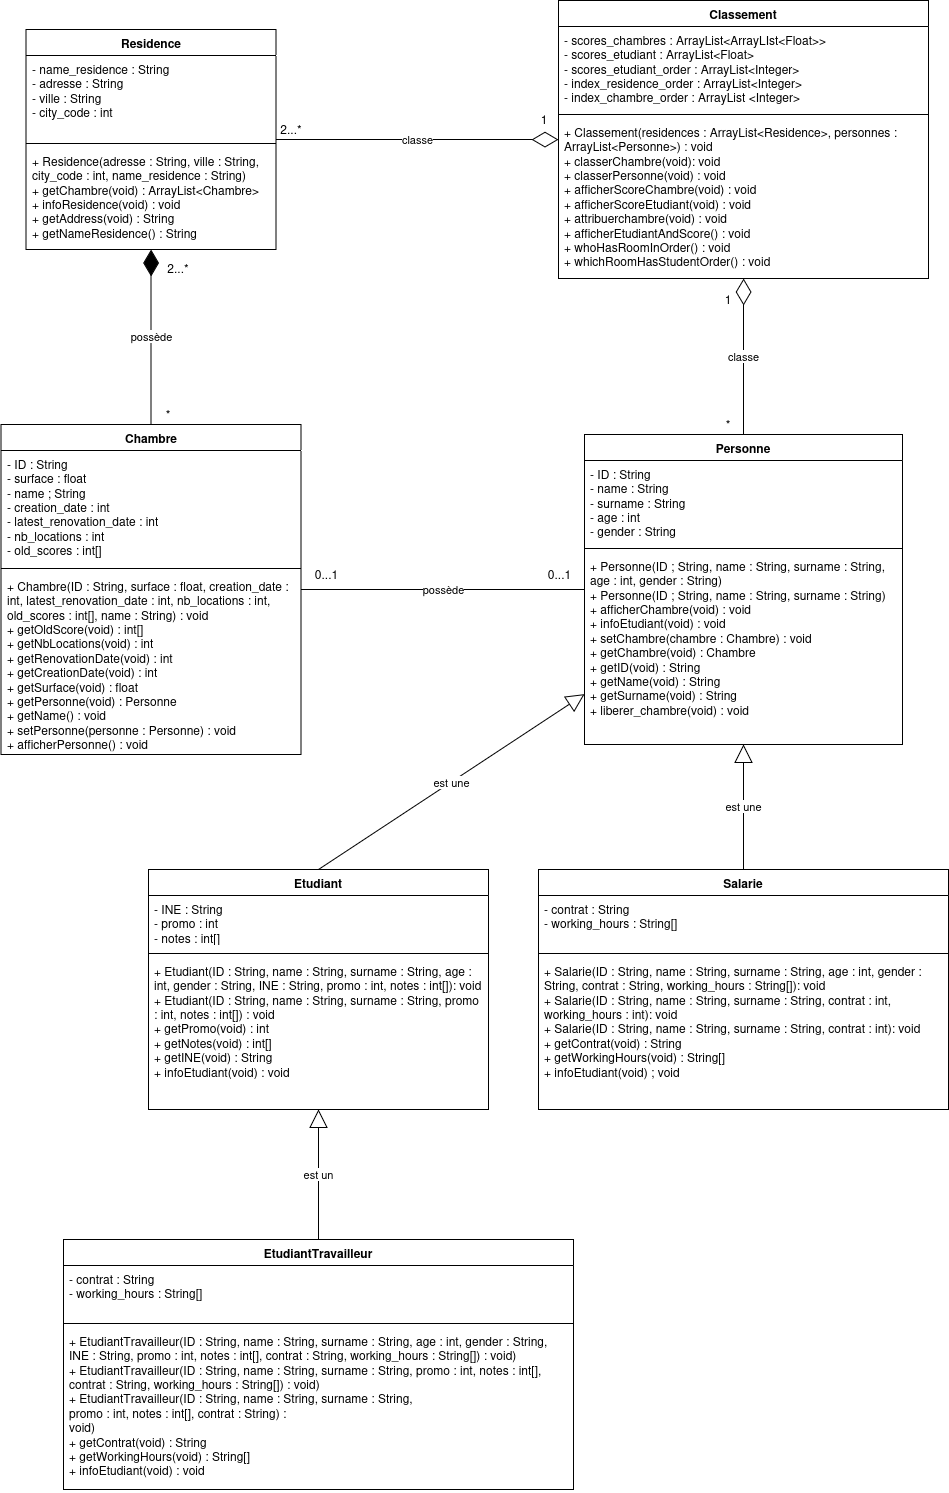 Residence
- name_residence : String
- adresse : String
- ville : String
- city_code : int
+ Residence(adresse : String, ville : String,
city_code : int, name_residence : String)
+ getChambre(void) : ArrayList<Chambre>
+ infoResidence(void) : void
+ getAddress(void) : String
+ getNameResidence() : String
2...*
classe
1
Classement
- scores_chambres : ArrayList<ArrayLIst<Float>>
- scores_etudiant : ArrayList<Float>
- scores_etudiant_order : ArrayList<Integer>
- index_residence_order : ArrayList<Integer>
- index_chambre_order : ArrayList <Integer>
+ Classement(residences : ArrayList<Residence>, personnes :
ArrayList<Personne>) : void
+ classerChambre(void): void
+ classerPersonne(void) : void
+ afficherScoreChambre(void) : void
+ afficherScoreEtudiant(void) : void
+ attribuerchambre(void) : void
+ afficherEtudiantAndScore() : void
+ whoHasRoomInOrder() : void
+ whichRoomHasStudentOrder() : void
2...*
possède
*
1
classe
*
Chambre
- ID : String
- surface : float
- name ; String
- creation_date : int
- latest_renovation_date : int
- nb_locations : int
- old_scores : int[]
+ Chambre(ID : String, surface : float, creation_date :
int, latest_renovation_date : int, nb_locations : int,
old_scores : int[], name : String) : void
+ getOldScore(void) : int[]
+ getNbLocations(void) : int
+ getRenovationDate(void) : int
+ getCreationDate(void) : int
+ getSurface(void) : float
+ getPersonne(void) : Personne
+ getName() : void
+ setPersonne(personne : Personne) : void
+ afficherPersonne() : void
0...1
possède
0...1
Personne
- ID : String
- name : String
- surname : String
- age : int
- gender : String
+ Personne(ID ; String, name : String, surname : String,
age : int, gender : String)
+ Personne(ID ; String, name : String, surname : String)
+ afficherChambre(void) : void
+ infoEtudiant(void) : void
+ setChambre(chambre : Chambre) : void
+ getChambre(void) : Chambre
+ getID(void) : String
+ getName(void) : String
+ getSurname(void) : String
+ liberer_chambre(void) : void
est une
est une
Etudiant
- INE : String
- promo : int
- notes : int[]
+ Etudiant(ID : String, name : String, surname : String, age :
int, gender : String, INE : String, promo : int, notes : int[]): void
+ Etudiant(ID : String, name : String, surname : String, promo
: int, notes : int[]) : void
+ getPromo(void) : int
+ getNotes(void) : int[]
+ getINE(void) : String
+ infoEtudiant(void) : void
Salarie
- contrat : String
- working_hours : String[]
+ Salarie(ID : String, name : String, surname : String, age : int, gender :
String, contrat : String, working_hours : String[]): void
+ Salarie(ID : String, name : String, surname : String, contrat : int,
working_hours : int): void
+ Salarie(ID : String, name : String, surname : String, contrat : int): void
+ getContrat(void) : String
+ getWorkingHours(void) : String[]
+ infoEtudiant(void) ; void
est un
EtudiantTravailleur
- contrat : String
- working_hours : String[]
+ EtudiantTravailleur(ID : String, name : String, surname : String, age : int, gender : String,
INE : String, promo : int, notes : int[], contrat : String, working_hours : String[]) : void)
+ EtudiantTravailleur(ID : String, name : String, surname : String, promo : int, notes : int[],
contrat : String, working_hours : String[]) : void)
+ EtudiantTravailleur(ID : String, name : String, surname : String,
promo : int, notes : int[], contrat : String) :
void)
+ getContrat(void) : String
+ getWorkingHours(void) : String[]
+ infoEtudiant(void) : void